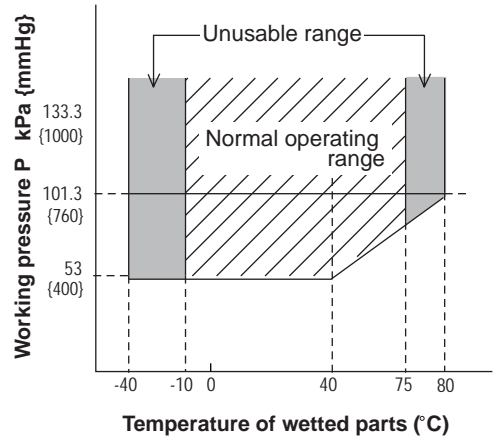 Unusable range
Working pressure P kPa {mmHg}
133.3
{1000}
Normal operating
range
101.3
{760}
53
{400}
-40 -10 0 40 75 80
Temperature of wetted parts (°C)